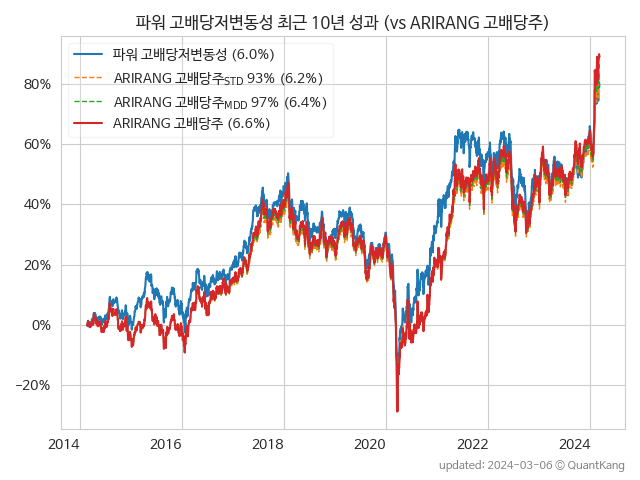 파워 고배당저변동성 최근 10년 성과 (vs ARIRANG 고배당주)
파워 고배당저변동성 (6.0%)
ARIRANG 고배당주STD 93% (6.2%)
ARIRANG 고배당주MDD 97% (6.4%)
ARIRANG 고배당주 (6.6%)
80%
60%
40%
20%
0%
−20%
2014 2016 2018 2020 2022 2024
updated: 2024-03-06 ⓒ QuantKang